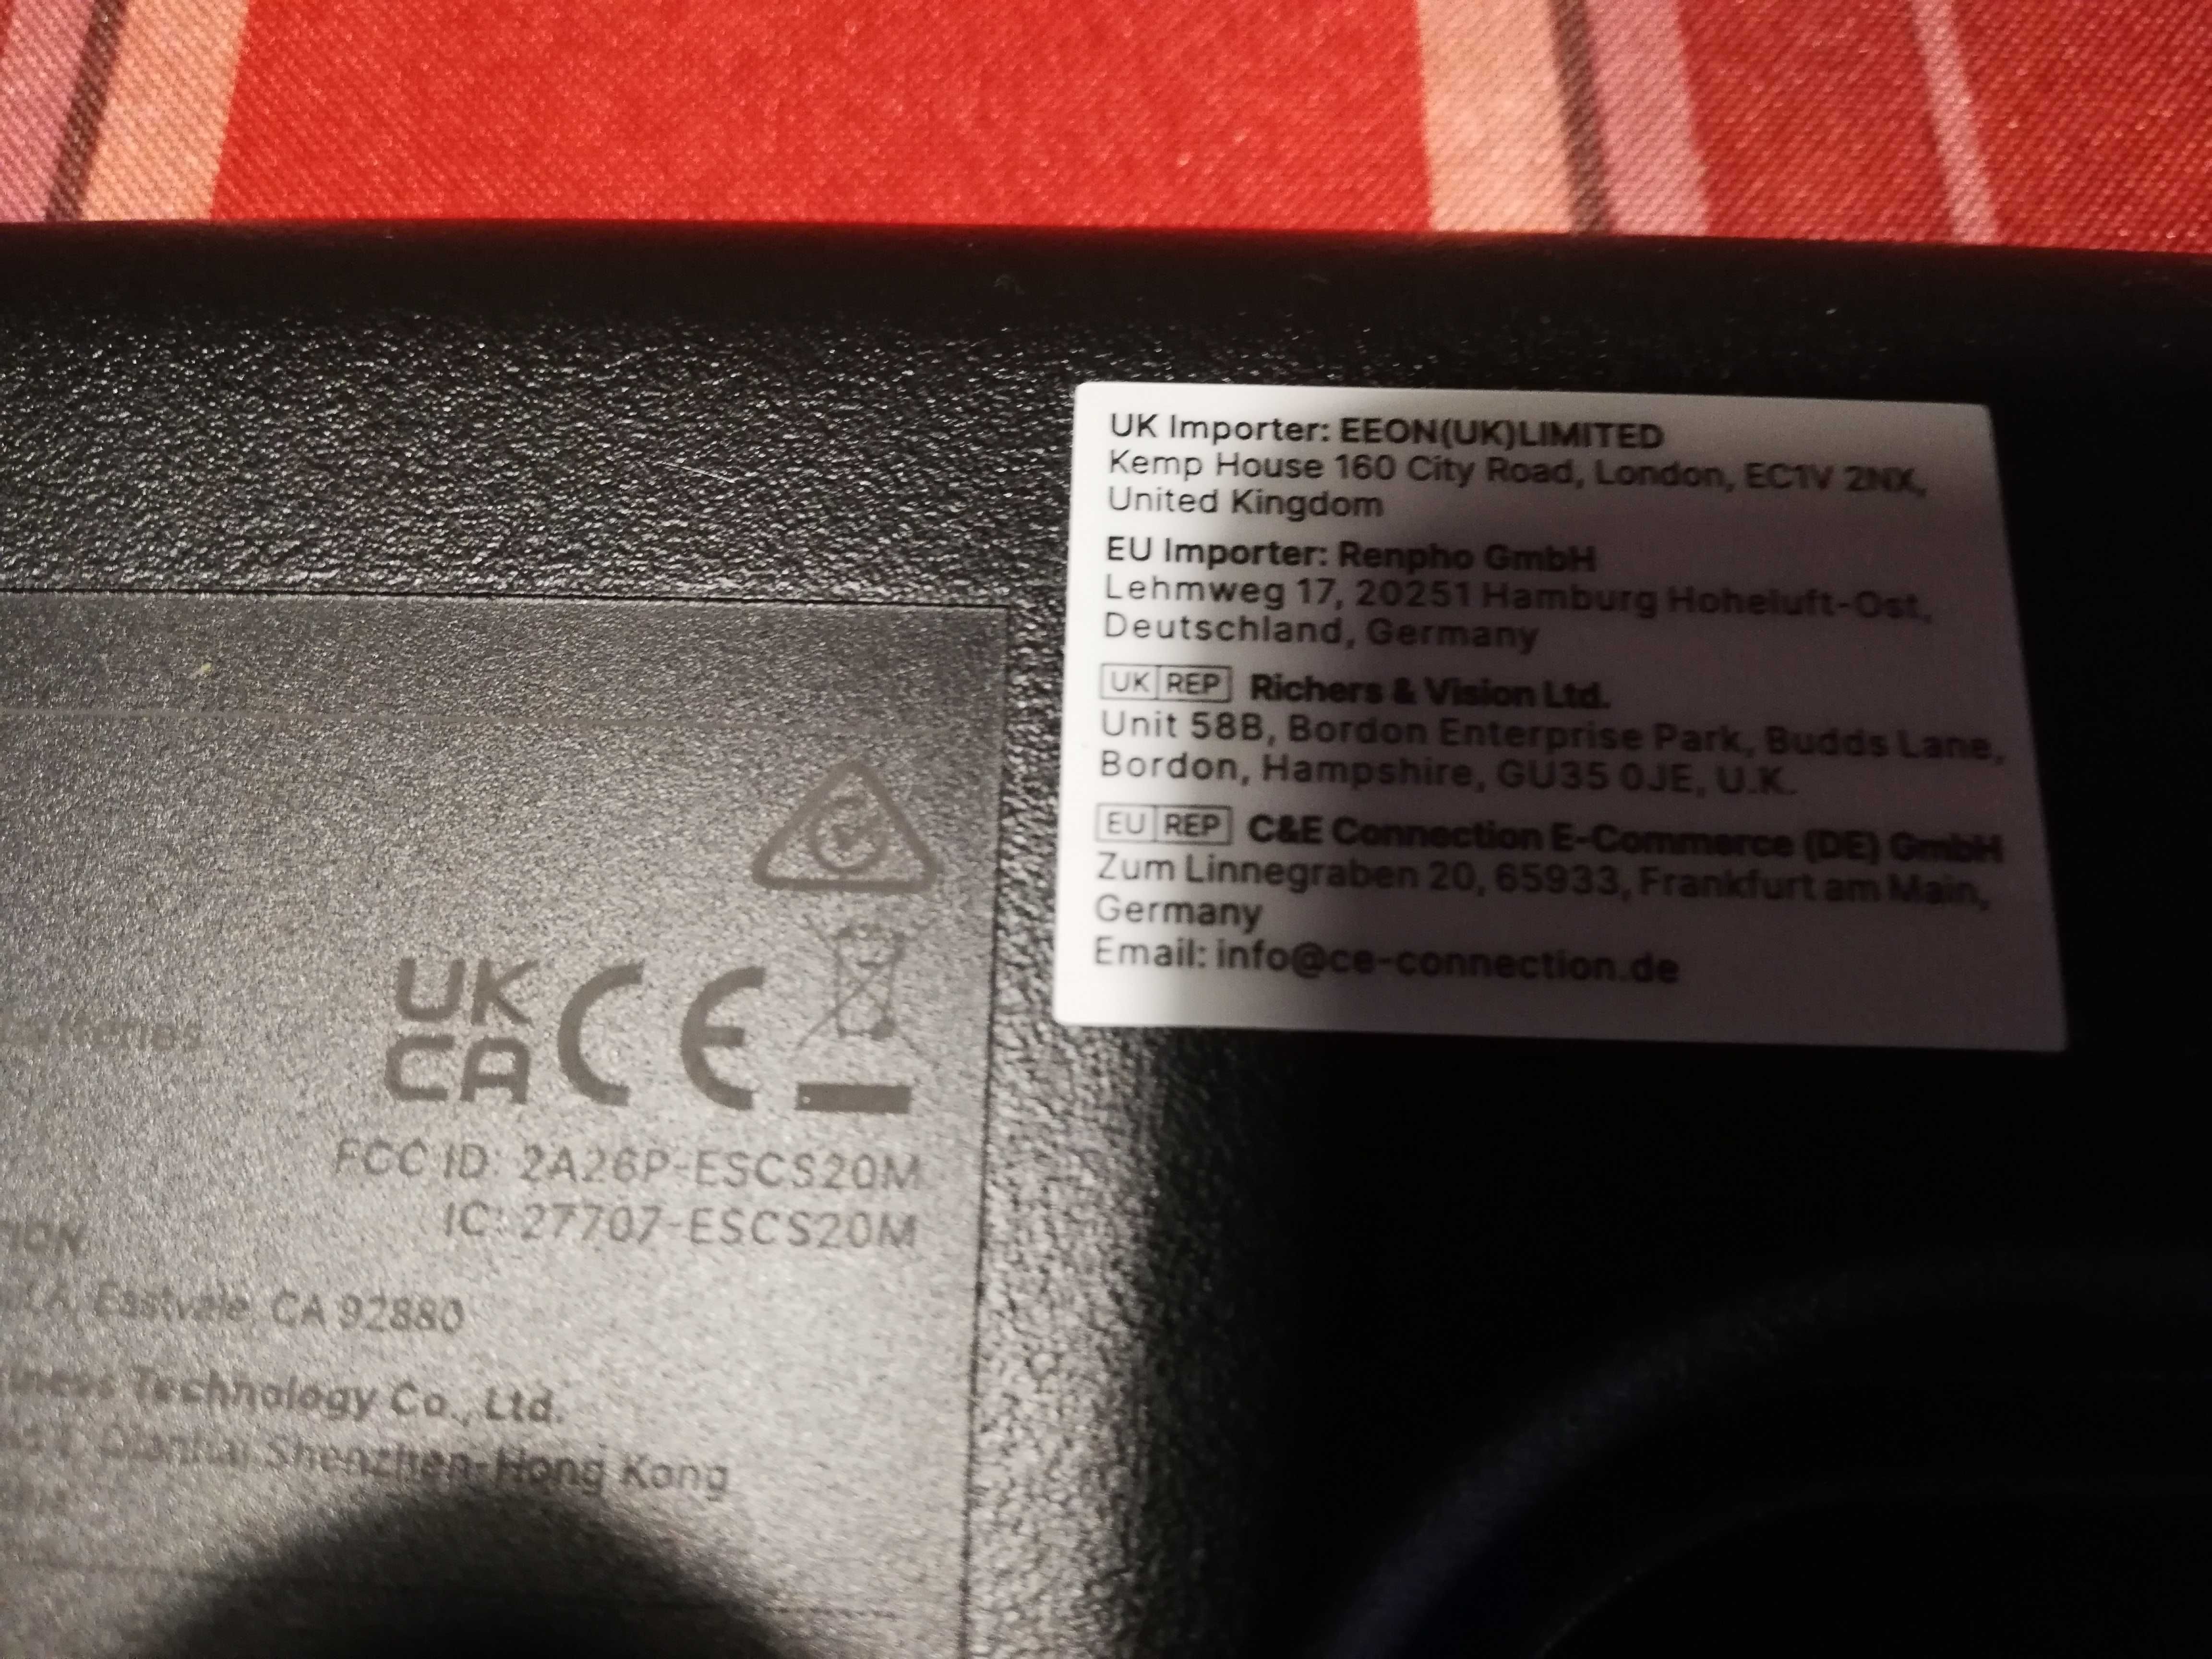 UK Importer: EEON(UK)LIMITED
Kemp House 160 City Road, London, EC1V 2NX,
United Kingdom
EU Importer: Renpho GmbH
Lehmweg 17, 20251 Hamburg Hoheluft-Ost,
Deutschland, Germany
UK REP Richers & Vision Ltd.
Unit 58B, Bordon Enterprise Park, Budds Lane,
Bordon, Hampshire, GU35 0JE, U.K.
EU REP C&E Connection E-Commerce (DE) GmbH
Zum Linnegraben 20, 65933, Frankfurt am Main,
Germany
Email: info@ce-connection.de
UK
CA CE
FCC ID: 2A26P-ESCS20M
IC: 27707-ESCS20M
Eastvale, CA 92880
Technology Co., Ltd.
Qianhai Shenzhen-Hong Kong